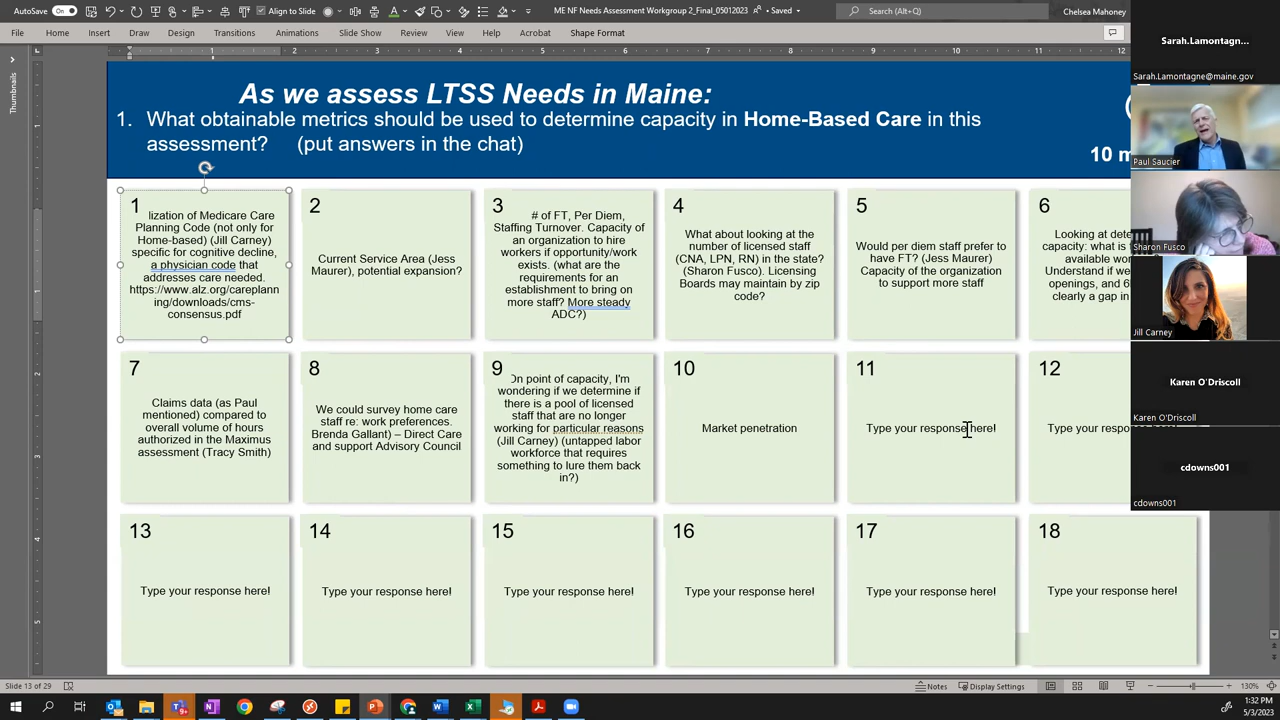 AutoSave On Align to Slide ME NF Needs Assessment Workgroup 2_Final_05012023 • Saved Search (Alt+Q) Chelsea Mahoney
File Home Insert Draw Design Transitions Animations Slide Show Review View Help Acrobat Shape Format
Thumbnails
As we assess LTSS Needs in Maine:
1. What obtainable metrics should be used to determine capacity in Home-Based Care in this
assessment? (put answers in the chat)
10 m
1
lization of Medicare Care
Planning Code (not only for
Home-based) (Jill Carney)
specific for cognitive decline,
a physician code that
addresses care needed.
https://www.alz.org/careplann
ing/downloads/cms-
consensus.pdf
2
Current Service Area (Jess
Maurer), potential expansion?
3
# of FT, Per Diem,
Staffing Turnover. Capacity of
an organization to hire
workers if opportunity/work
exists. (what are the
requirements for an
establishment to bring on
more staff? More steady
ADC?)
4
What about looking at the
number of licensed staff
(CNA, LPN, RN) in the state?
(Sharon Fusco). Licensing
Boards may maintain by zip
code?
5
Would per diem staff prefer to
have FT? (Jess Maurer)
Capacity of the organization
to support more staff
6
Looking at dete
capacity: what is
available wo
Understand if we
openings, and 6
clearly a gap in
7
Claims data (as Paul
mentioned) compared to
overall volume of hours
authorized in the Maximus
assessment (Tracy Smith)
8
We could survey home care
staff re: work preferences.
Brenda Gallant) – Direct Care
and support Advisory Council
9
On point of capacity, I'm
wondering if we determine if
there is a pool of licensed
staff that are no longer
working for particular reasons
(Jill Carney) (untapped labor
workforce that requires
something to lure them back
in?)
10
Market penetration
11
Type your response here!
12
Type your respo
13
Type your response here!
14
Type your response here!
15
Type your response here!
16
Type your response here!
17
Type your response here!
18
Type your response here!
Sarah.Lamontagn...
Sarah.Lamontagne@maine.gov
Paul Saucier
Sharon Fusco
Jill Carney
Karen O'Driscoll
Karen O'Driscoll
cdowns001
cdowns001
Slide 13 of 29 Notes Display Settings 130%
1:32 PM
5/3/2023